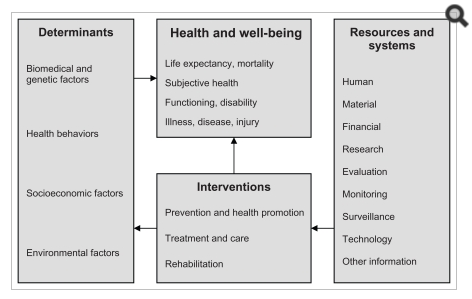 Determinants
Biomedical and
genetic factors
Health behaviors
Socioeconomic factors
Environmental factors
Health and well-being
Life expectancy, mortality
Subjective health
Functioning, disability
Illness, disease, injury
Interventions
Prevention and health promotion
Treatment and care
Rehabilitation
Resources and
systems
Human
Material
Financial
Research
Evaluation
Monitoring
Surveillance
Technology
Other information